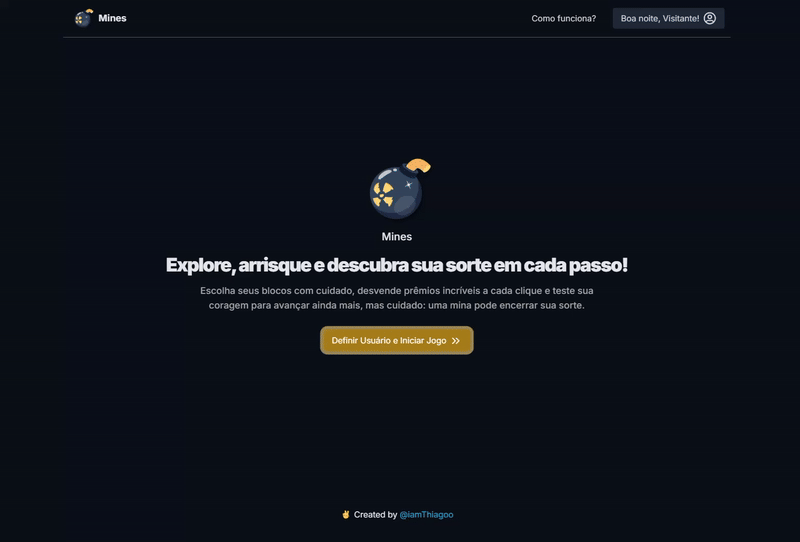 Mines
Como funciona?
Boa noite, Visitante!
Mines
Explore, arrisque e descubra sua sorte em cada passo!
Escolha seus blocos com cuidado, desvende prêmios incríveis a cada clique e teste sua
coragem para avançar ainda mais, mas cuidado: uma mina pode encerrar sua sorte.
Definir Usuário e Iniciar Jogo
✌️ Created by @iamThiagoo